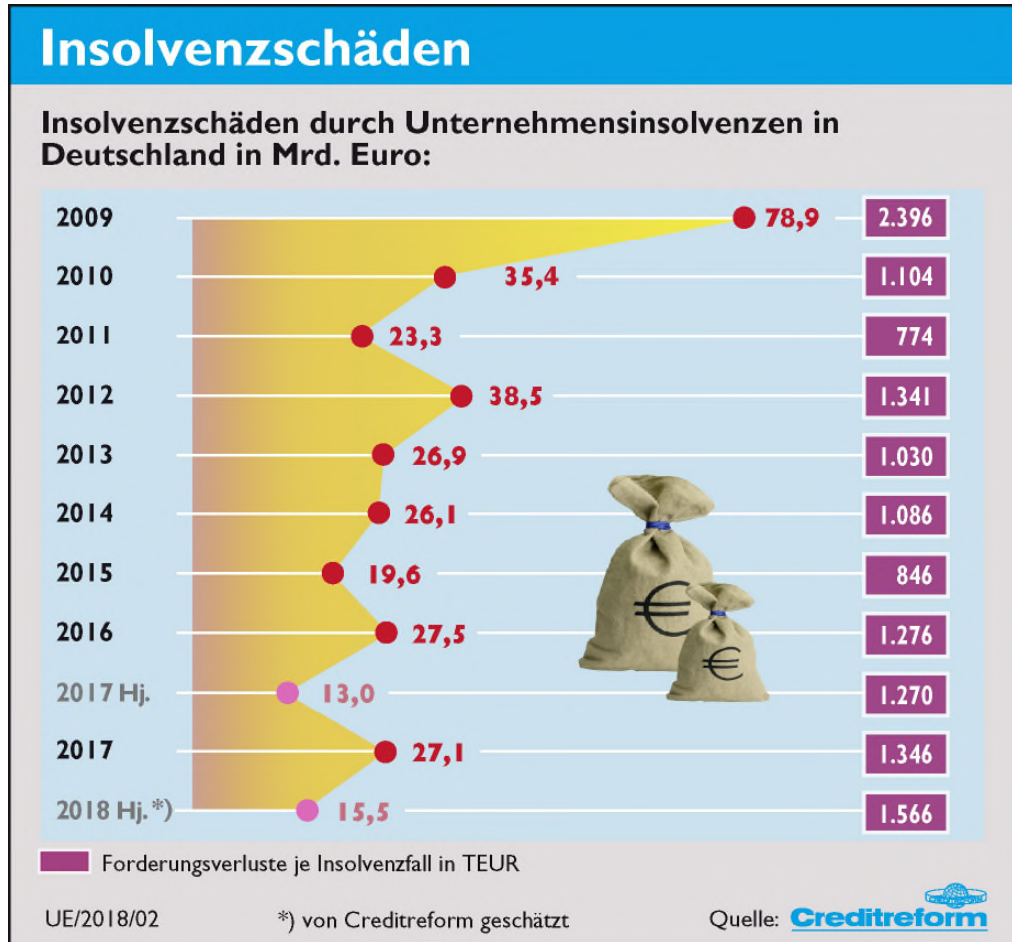 Insolvenzschäden
Insolvenzschäden durch Unternehmensinsolvenzen in
Deutschland in Mrd. Euro:
2009 78,9 2.396
2010 35,4 1.104
2011 23,3 774
2012 38,5 1.341
2013 26,9 1.030
2014 26,1 1.086
2015 19,6 846
2016 27,5 1.276
2017 Hj. 13,0 1.270
2017 27,1 1.346
2018 Hj.*) 15,5 1.566
€
€
Forderungsverluste je Insolvenzfall in TEUR
UE/2018/02 *) von Creditreform geschätzt Quelle: Creditreform